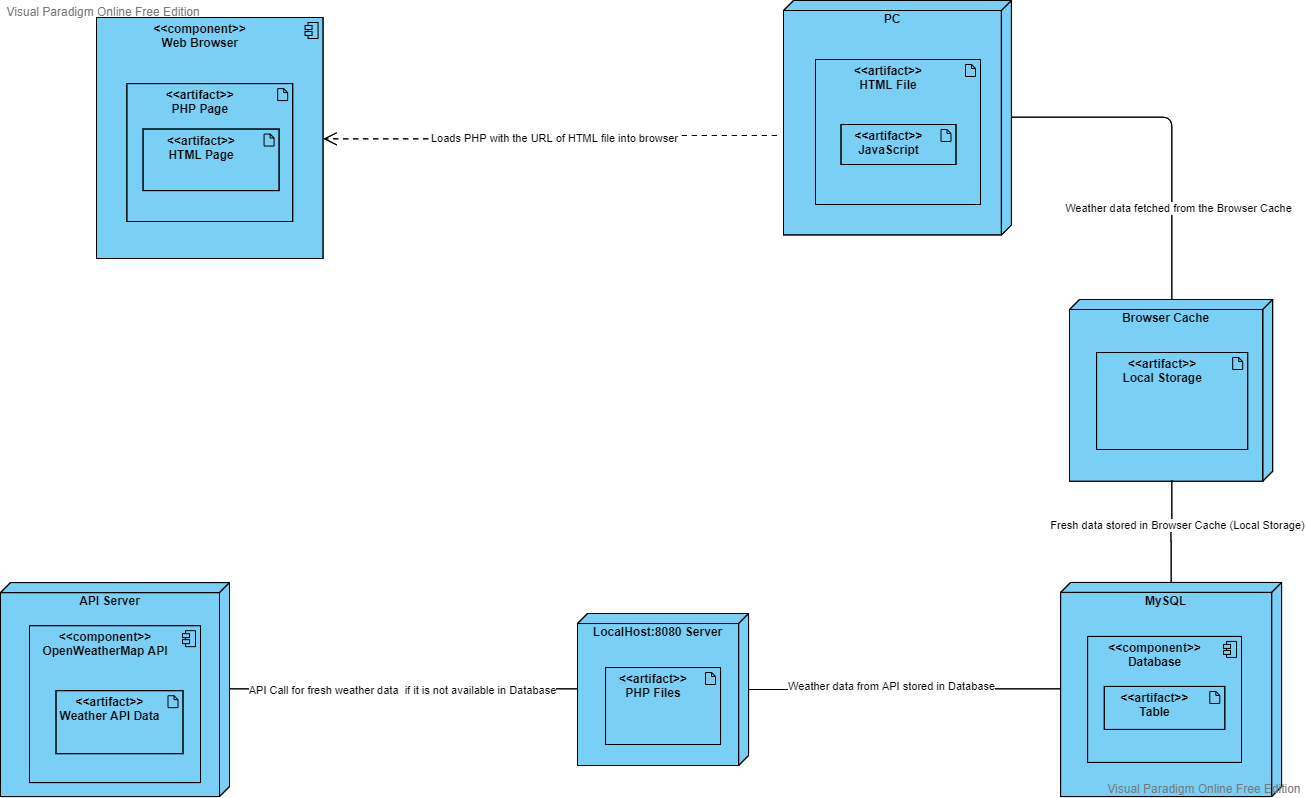 Visual Paradigm Online Free Edition
<<component>>
Web Browser
<<artifact>>
PHP Page
<<artifact>>
HTML Page
Loads PHP with the URL of HTML file into browser
PC
<<artifact>>
HTML File
<<artifact>>
JavaScript
Weather data fetched from the Browser Cache
Browser Cache
<<artifact>>
Local Storage
Fresh data stored in Browser Cache (Local Storage)
API Server
<<component>>
OpenWeatherMap API
<<artifact>>
Weather API Data
API Call for fresh weather data  if it is not available in Database
LocalHost:8080 Server
<<artifact>>
PHP Files
Weather data from API stored in Database
MySQL
<<component>>
Database
<<artifact>>
Table
Visual Paradigm Online Free Edition